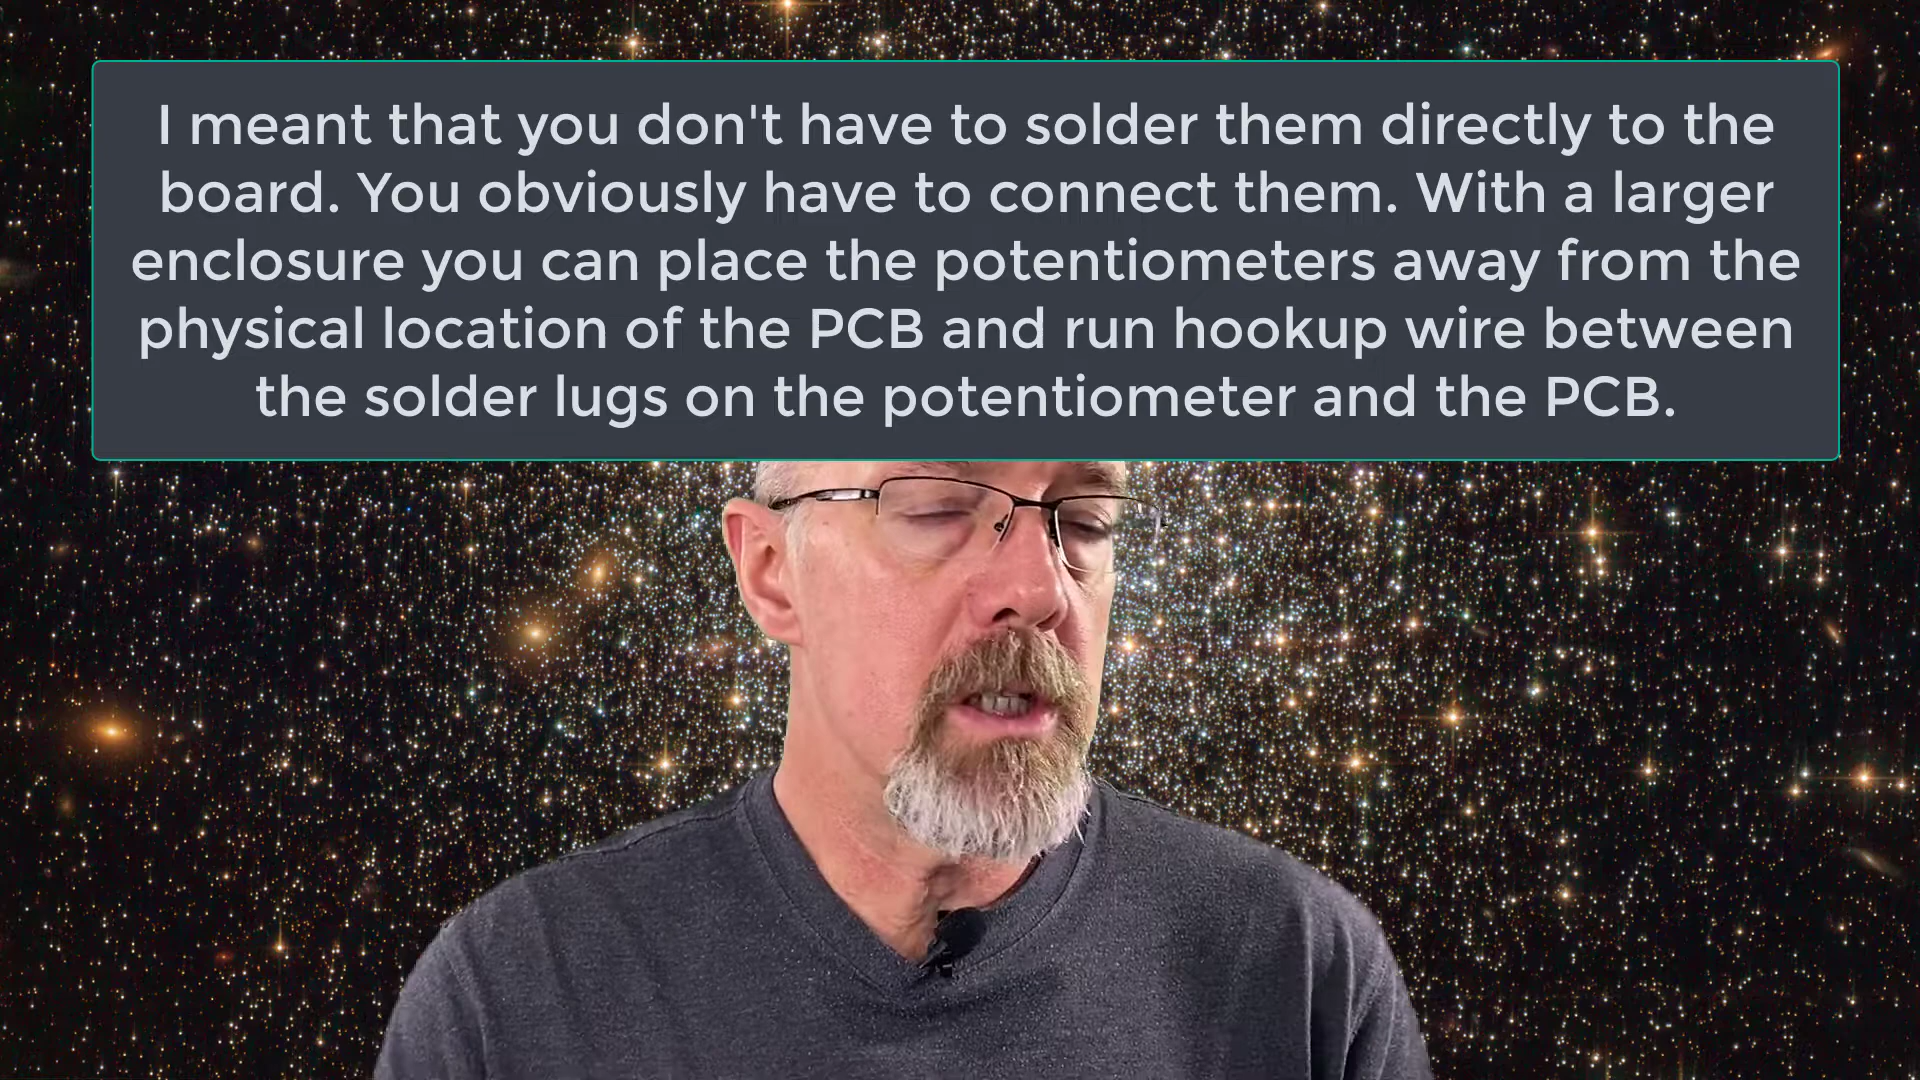 I meant that you don't have to solder them directly to the
board. You obviously have to connect them. With a larger
enclosure you can place the potentiometers away from the
physical location of the PCB and run hookup wire between
the solder lugs on the potentiometer and the PCB.